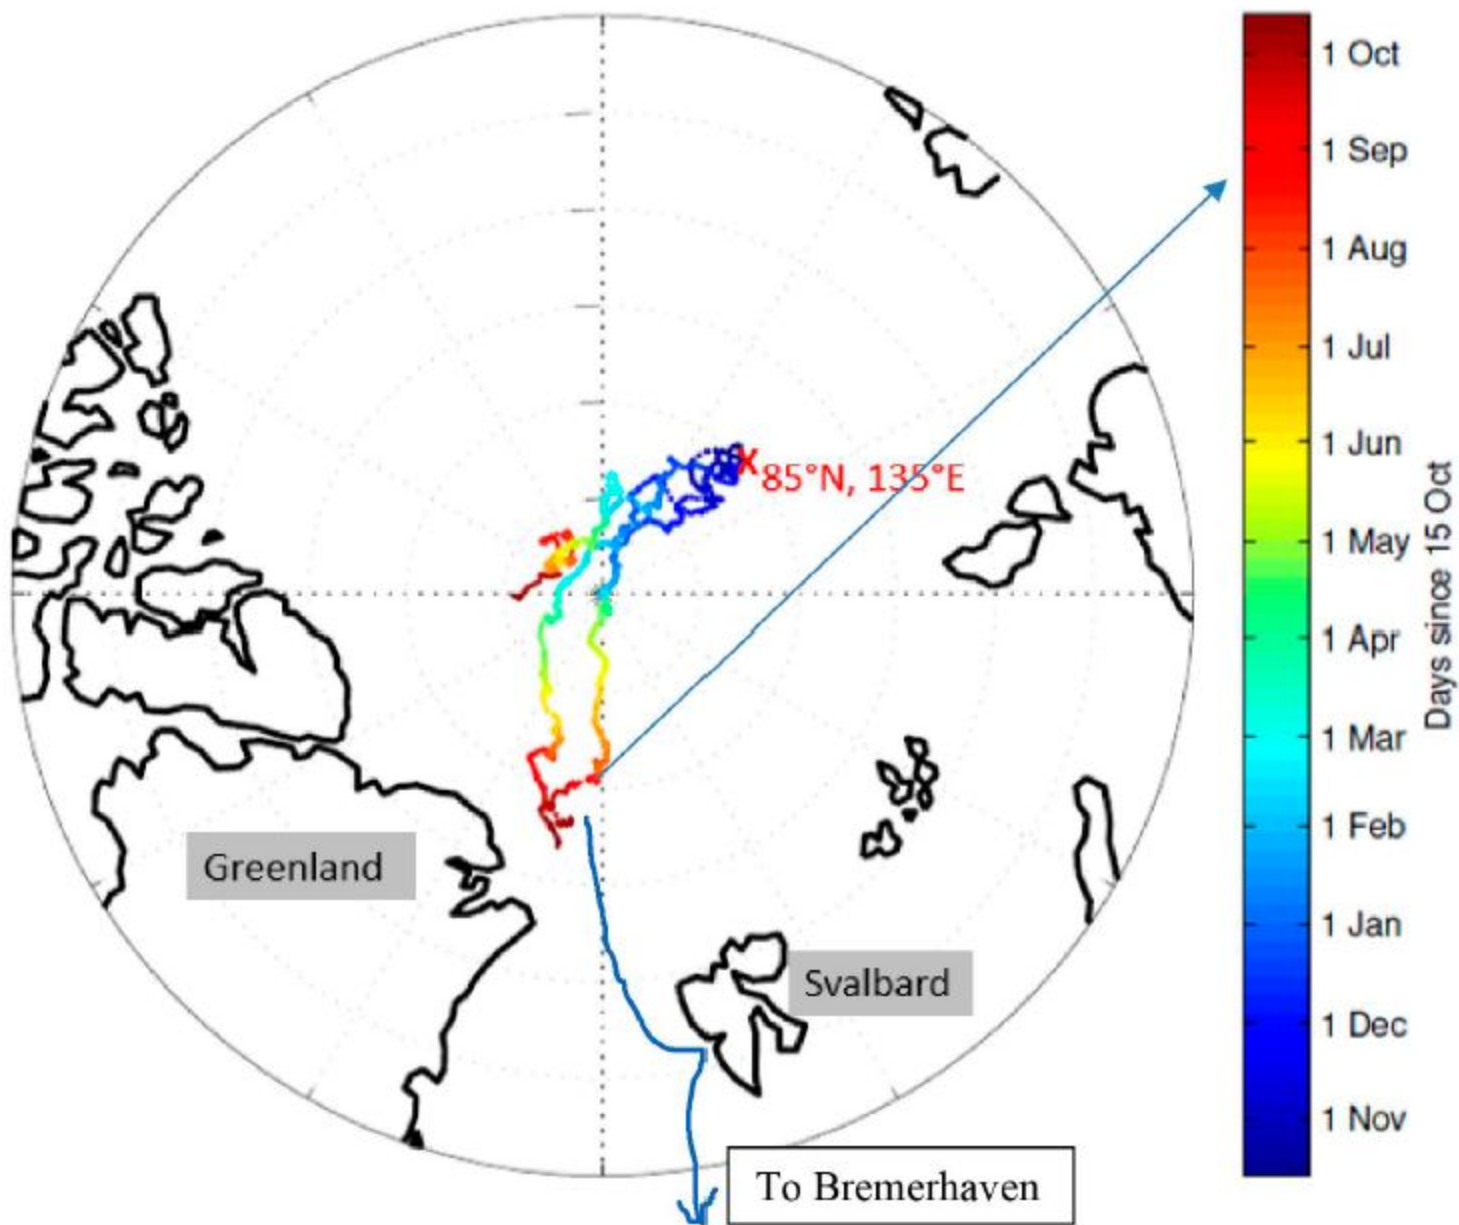 1 Oct
1 Sep
1 Aug
1 Jul
1 Jun
1 May
1 Apr
1 Mar
1 Feb
1 Jan
1 Dec
1 Nov
Days since 15 Oct
X 85°N, 135°E
Greenland
Svalbard
To Bremerhaven